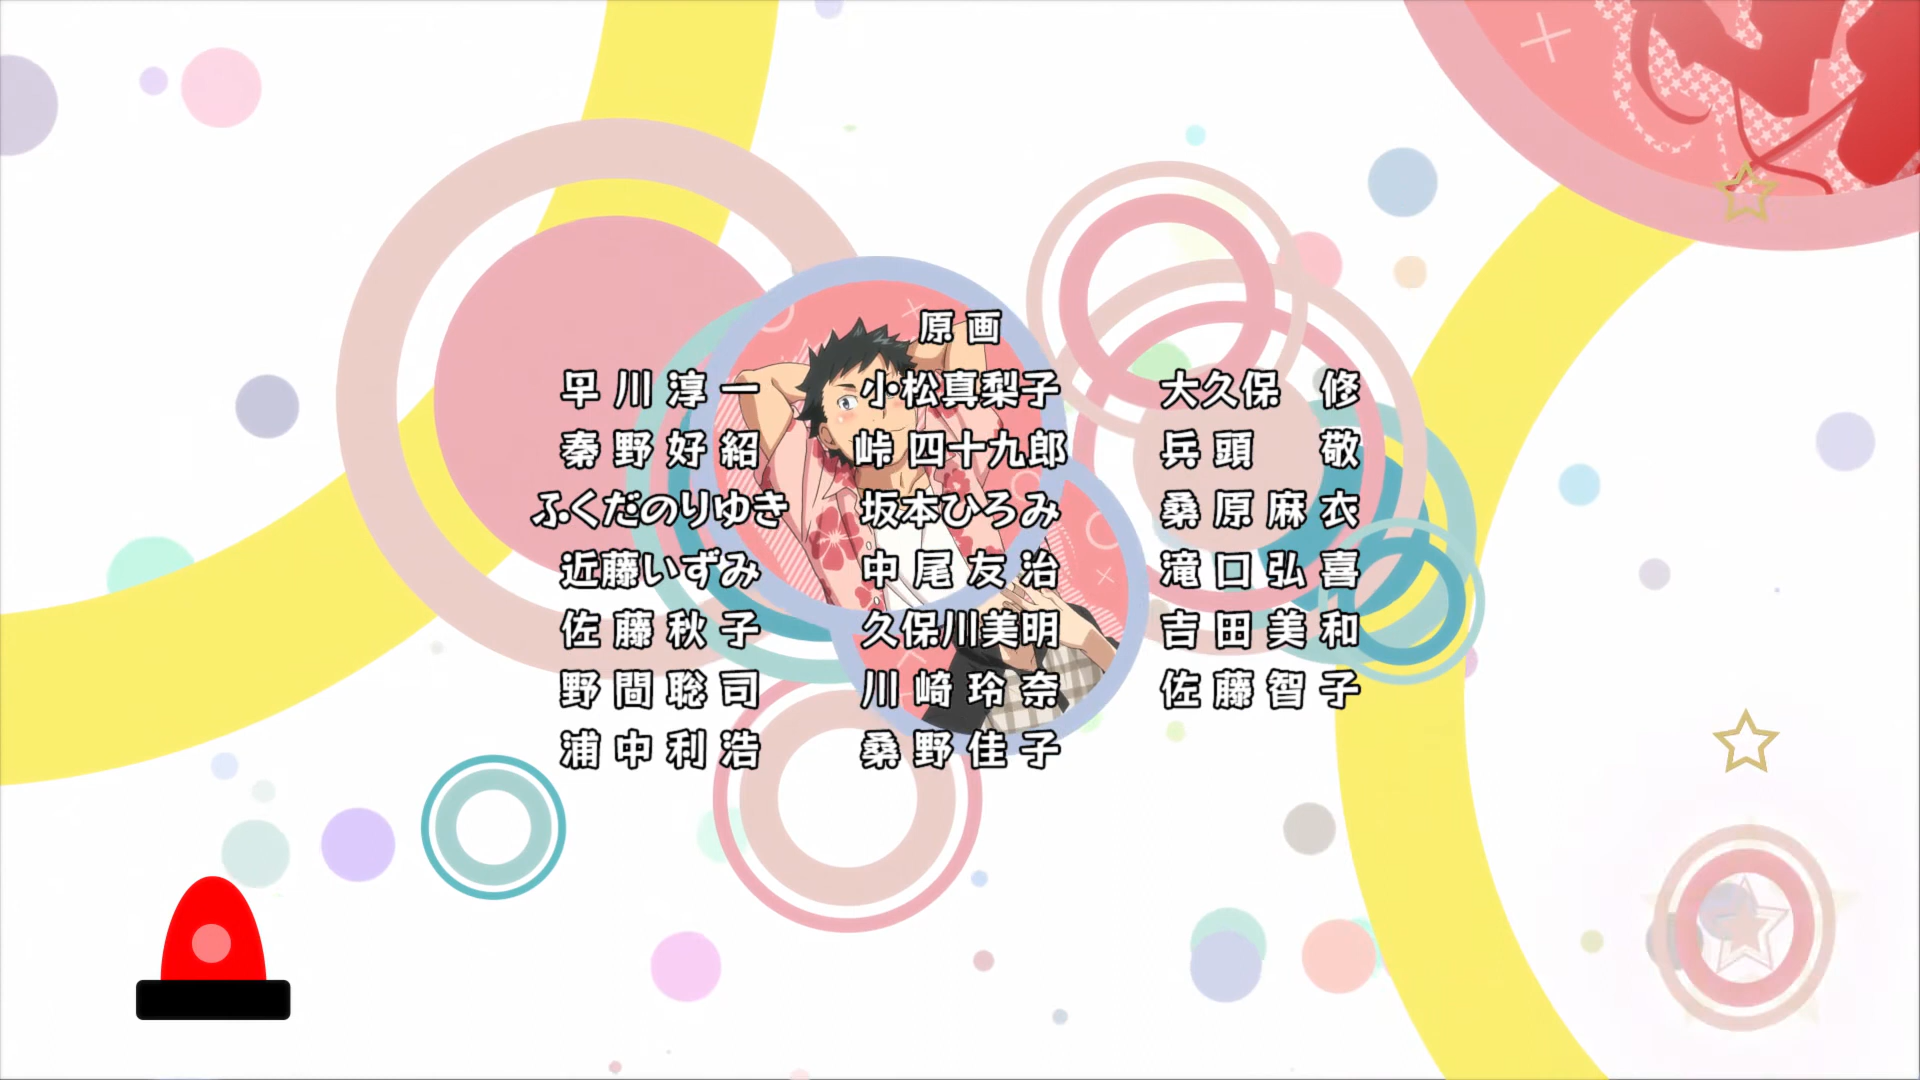 原画
早川淳一 小松真梨子 大久保修
秦野好紹 峠四十九郎 兵頭敬
ふくだのりゆき 坂本ひろみ 桑原麻衣
近藤いずみ 中尾友治 滝口弘喜
佐藤秋子 久保川美明 吉田美和
野間聡司 川﨑玲奈 佐藤智子
浦中利浩 桑野佳子